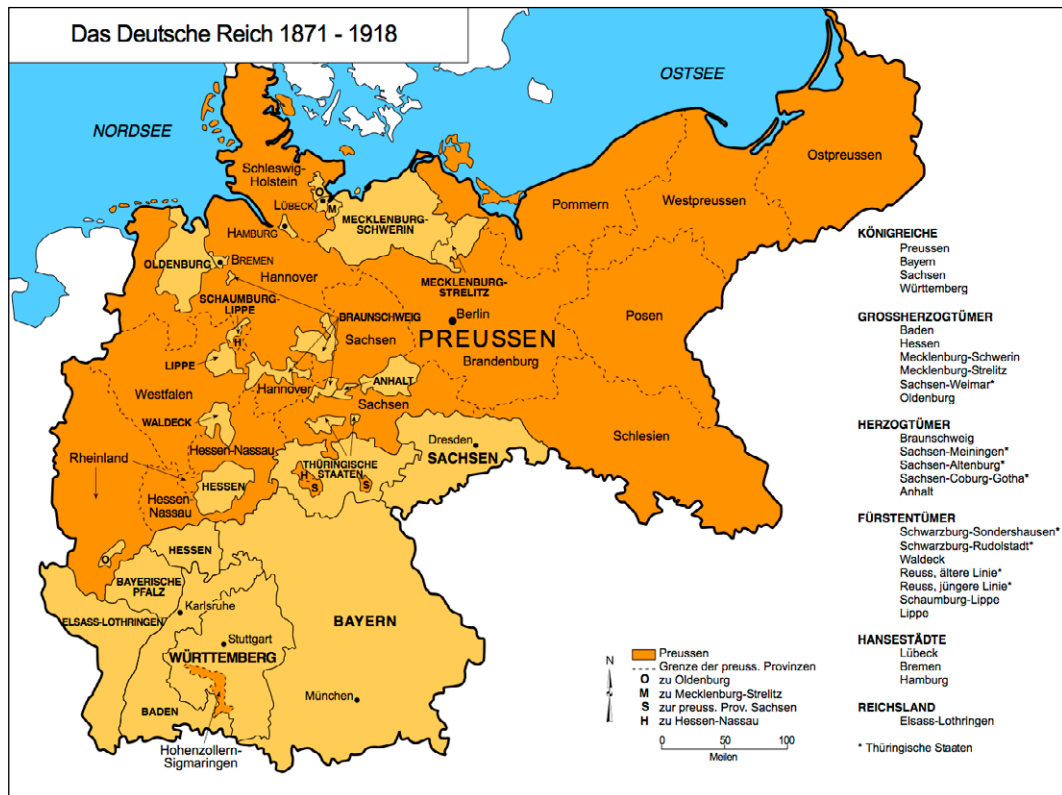 Das Deutsche Reich 1871 - 1918
NORDSEE
OSTSEE
Schleswig-
Holstein
O
LÜBECK
M
HAMBURG
MECKLENBURG-
SCHWERIN
Pommern
Westpreussen
Ostpreussen
OLDENBURG
BREMEN
Hannover
MECKLENBURG-
STRELITZ
SCHAUMBURG-
LIPPE
BRAUNSCHWEIG
Berlin
H
Sachsen
PREUSSEN
Brandenburg
Posen
LIPPE
Westfalen
Hannover
ANHALT
Sachsen
WALDECK
Hessen-Nassau
Dresden
SACHSEN
Schlesien
Rheinland
THÜRINGISCHE
STAATEN
H
S
S
HESSEN
Hessen-
Nassau
O
HESSEN
BAYERISCHE
PFALZ
Karlsruhe
ELSASS-LOTHRINGEN
BAYERN
Stuttgart
WÜRTTEMBERG
München
BADEN
Hohenzollern-
Sigmaringen
N
Preussen
Grenze der preuss. Provinzen
O zu Oldenburg
M zu Mecklenburg-Strelitz
S zur preuss. Prov. Sachsen
H zu Hessen-Nassau
0 50 100
Meilen
KÖNIGREICHE
Preussen
Bayern
Sachsen
Württemberg
GROSSHERZOGTÜMER
Baden
Hessen
Mecklenburg-Schwerin
Mecklenburg-Strelitz
Sachsen-Weimar*
Oldenburg
HERZOGTÜMER
Braunschweig
Sachsen-Meiningen*
Sachsen-Altenburg*
Sachsen-Coburg-Gotha*
Anhalt
FÜRSTENTÜMER
Schwarzburg-Sondershausen*
Schwarzburg-Rudolstadt*
Waldeck
Reuss, ältere Linie*
Reuss, jüngere Linie*
Schaumburg-Lippe
Lippe
HANSESTÄDTE
Lübeck
Bremen
Hamburg
REICHSLAND
Elsass-Lothringen
* Thüringische Staaten